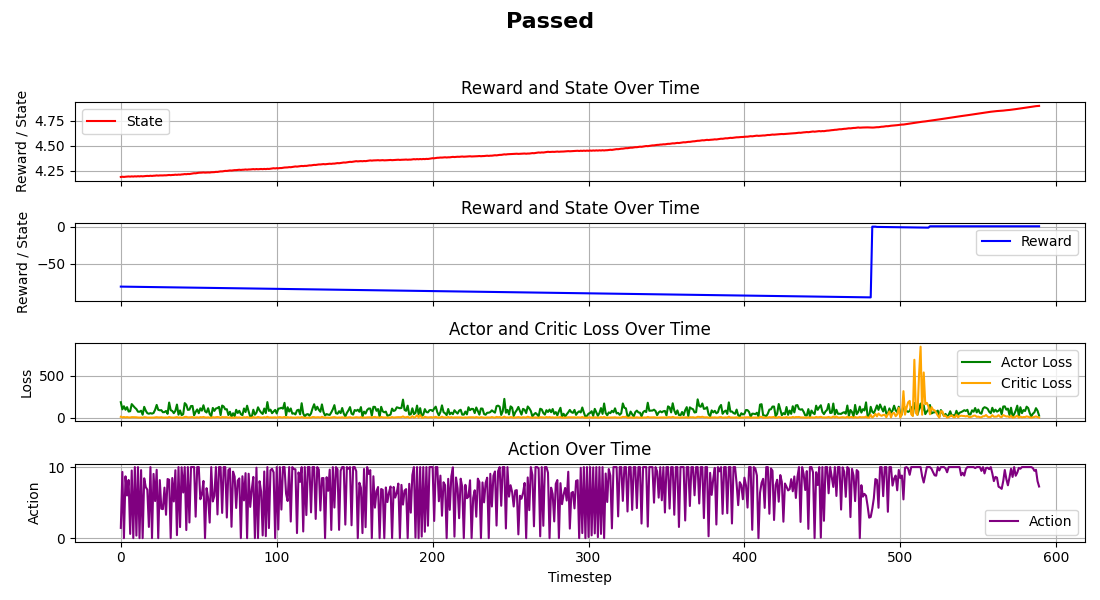 Passed
Reward and State Over Time
Reward / State
4.75
4.50
4.25
State
Reward and State Over Time
Reward / State
0
−50
Reward
Actor and Critic Loss Over Time
Loss
500
0
Actor Loss
Critic Loss
Action Over Time
Action
10
0
Action
0 100 200 300 400 500 600
Timestep